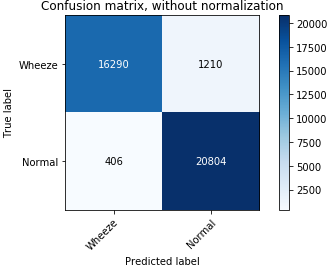 Confusion matrix, without normalization
True label
Wheeze
Normal
16290
1210
406
20804
Wheeze
Normal
Predicted label
20000
17500
15000
12500
10000
7500
5000
2500